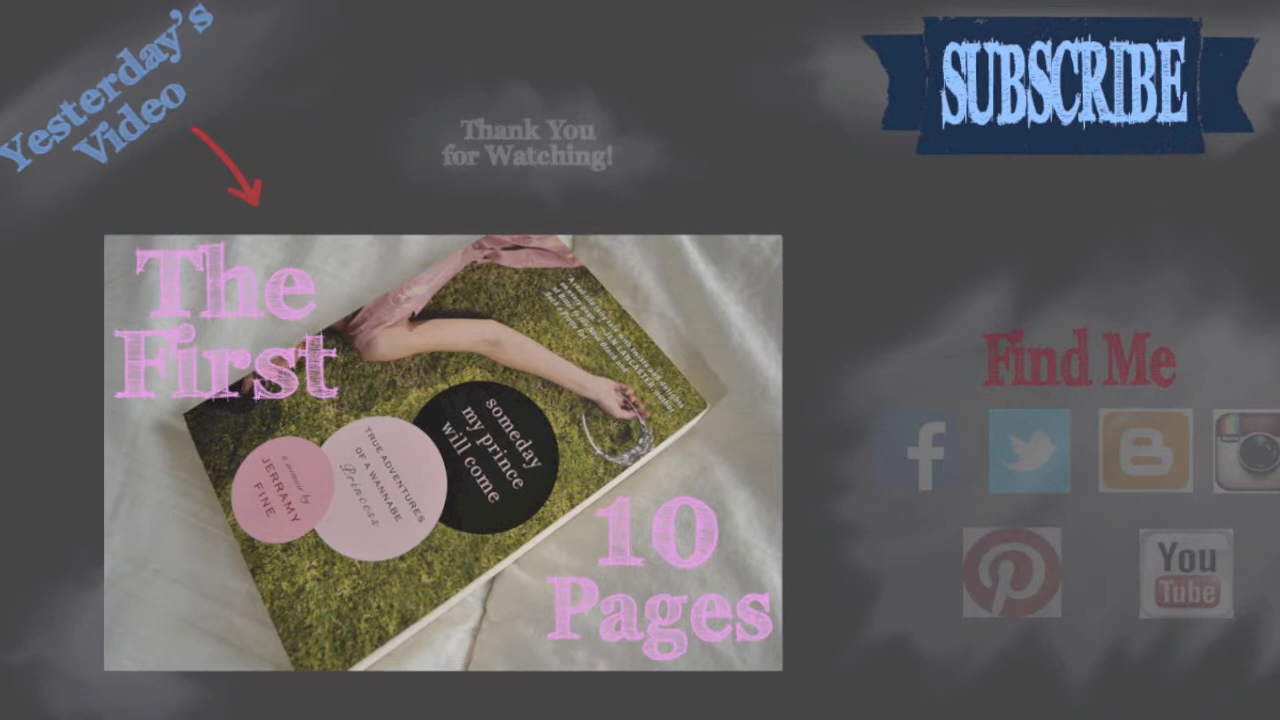 Yesterday's
Video
SUBSCRIBE
Thank You
for Watching!
The
First
someday
my prince
will come
TRUE ADVENTURES
OF A WANNABE
Princess
a memoir by
JERRAMY
FINE
10
Pages
Find Me
You
Tube